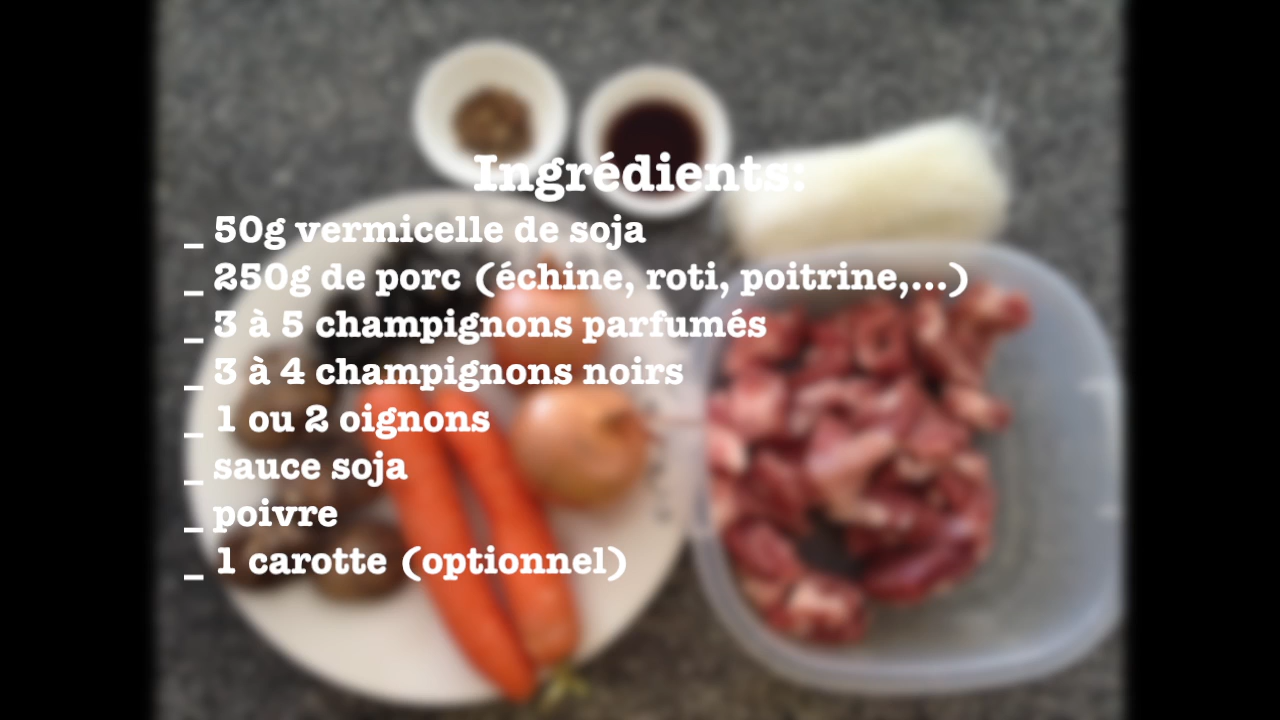 Ingrédients:
_ 50g vermicelle de soja
_ 250g de porc (échine, roti, poitrine,...)
_ 3 à 5 champignons parfumés
_ 3 à 4 champignons noirs
_ 1 ou 2 oignons
_ sauce soja
_ poivre
_ 1 carotte (optionnel)